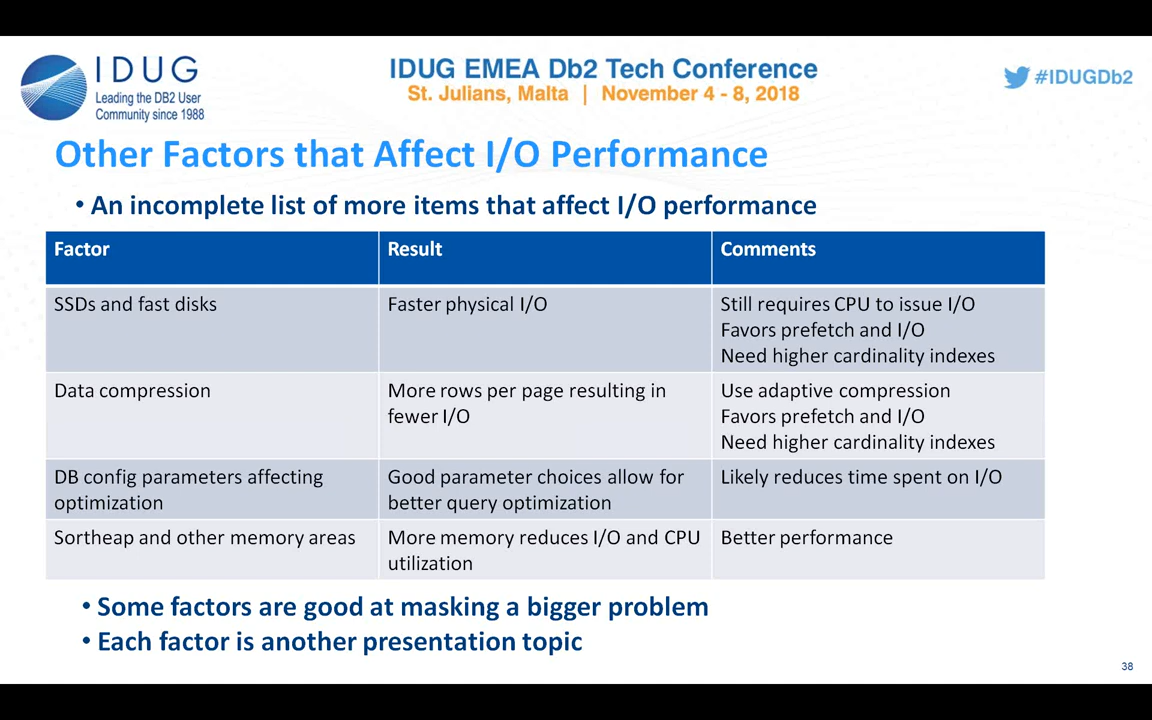 IDUG
Leading the DB2 User
Community since 1988
IDUG EMEA Db2 Tech Conference
St. Julians, Malta | November 4 - 8, 2018
#IDUGDb2
Other Factors that Affect I/O Performance
• An incomplete list of more items that affect I/O performance
Factor
Result
Comments
SSDs and fast disks
Faster physical I/O
Still requires CPU to issue I/O
Favors prefetch and I/O
Need higher cardinality indexes
Data compression
More rows per page resulting in
fewer I/O
Use adaptive compression
Favors prefetch and I/O
Need higher cardinality indexes
DB config parameters affecting
optimization
Good parameter choices allow for
better query optimization
Likely reduces time spent on I/O
Sortheap and other memory areas
More memory reduces I/O and CPU
utilization
Better performance
• Some factors are good at masking a bigger problem
• Each factor is another presentation topic
38